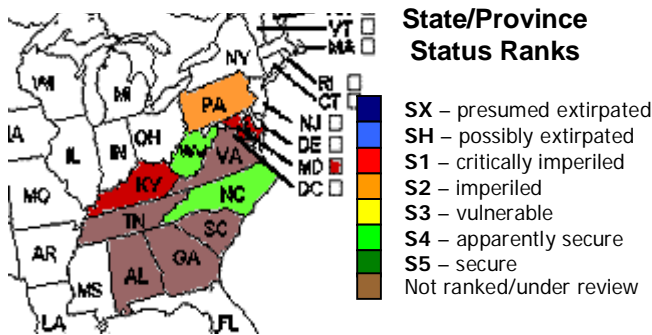 State/Province
Status Ranks
SX – presumed extirpated
SH – possibly extirpated
S1 – critically imperiled
S2 – imperiled
S3 – vulnerable
S4 – apparently secure
S5 – secure
Not ranked/under review
VT
MA
NY
WI
MI
RI
CT
PA
NJ
OH
DE
IA
IL
IN
WV
VA
MD
DC
MO
KY
NC
TN
SC
AR
MS
AL
GA
LA
FL